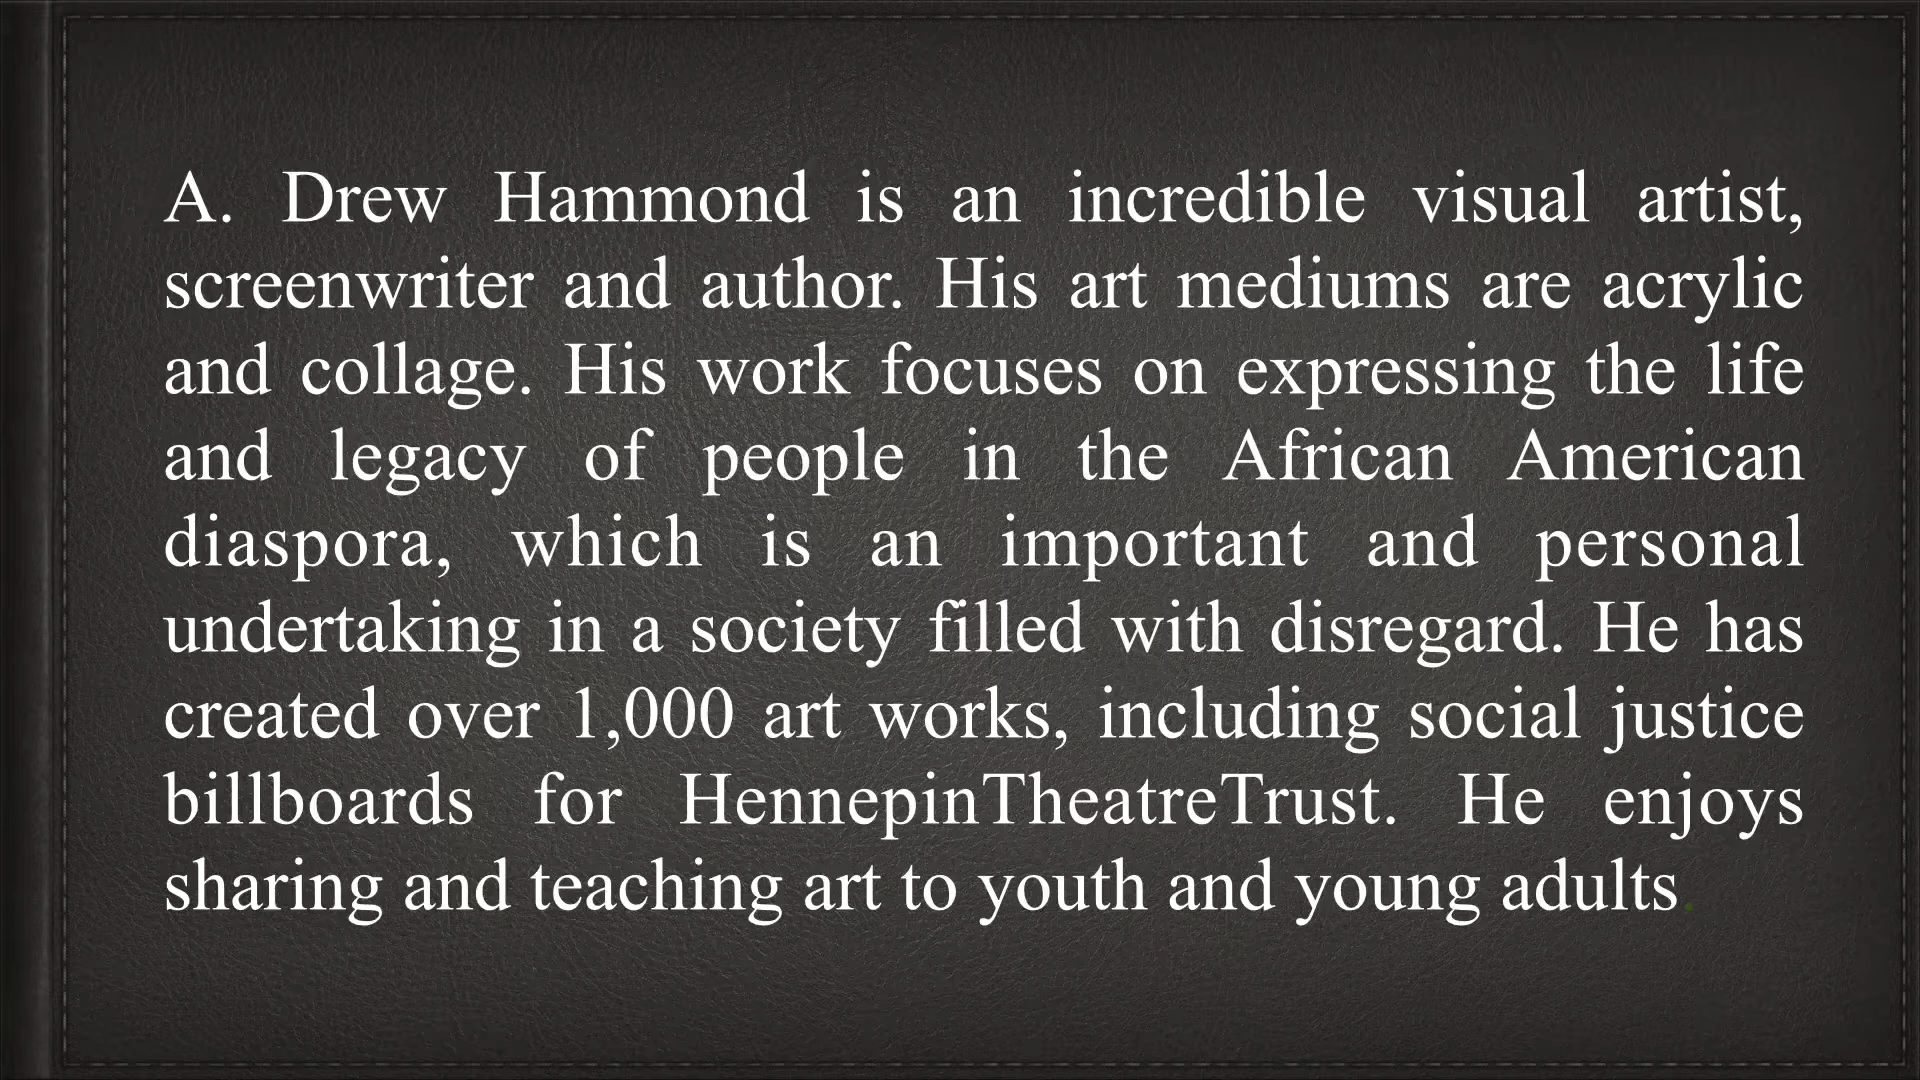 A. Drew Hammond is an incredible visual artist,
screenwriter and author. His art mediums are acrylic
and collage. His work focuses on expressing the life
and legacy of people in the African American
diaspora, which is an important and personal
undertaking in a society filled with disregard. He has
created over 1,000 art works, including social justice
billboards for HennepinTheatreTrust. He enjoys
sharing and teaching art to youth and young adults.